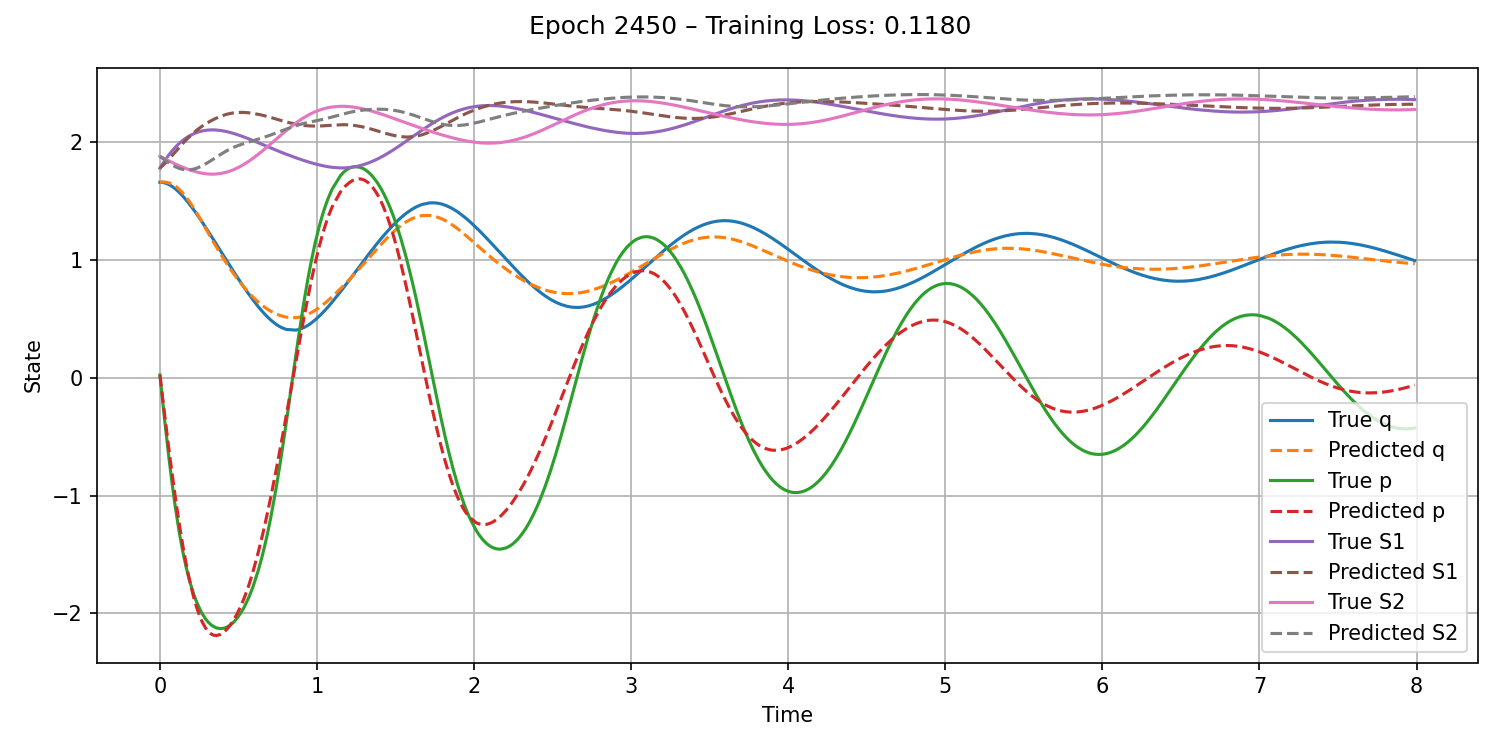 Epoch 2450 – Training Loss: 0.1180
State
2
1
0
−1
−2
0 1 2 3 4 5 6 7 8
Time
True q
Predicted q
True p
Predicted p
True S1
Predicted S1
True S2
Predicted S2